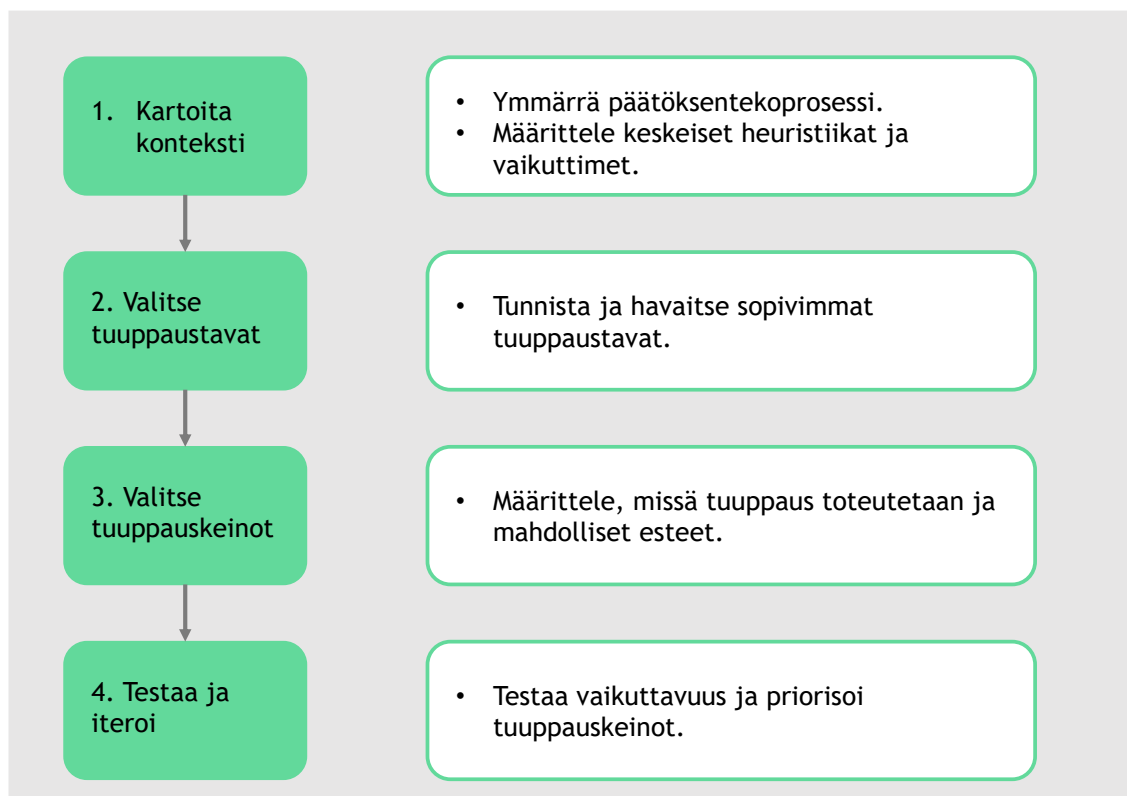 1. Kartoita
konteksti
• Ymmärrä päätöksentekoprosessi.
• Määrittele keskeiset heuristiikat ja
vaikuttimet.
2. Valitse
tuuppaustavat
• Tunnista ja havaitse sopivimmat
tuuppaustavat.
3. Valitse
tuuppauskeinot
• Määrittele, missä tuuppaus toteutetaan ja
mahdolliset esteet.
4. Testaa ja
iteroi
• Testaa vaikuttavuus ja priorisoi
tuuppauskeinot.